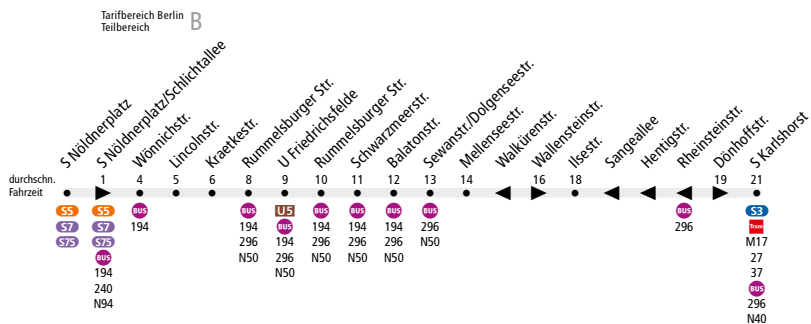 Tarifbereich Berlin
Teilbereich B
S Nöldnerplatz
S Nöldnerplatz/Schlichtallee
Wönnichstr.
Lincolnstr.
Kraetkestr.
Rummelsburger Str.
U Friedrichsfelde
Rummelsburger Str.
Schwarzmeerstr.
Balatonstr.
Sewanstr./Dolgenseestr.
Mellenseestr.
Walkürenstr.
Wallensteinstr.
Ilsestr.
Sangeallee
Hentigstr.
Rheinsteinstr.
Dönhoffstr.
S Karlshorst
durchschn.
Fahrzeit
1 4 5 6 8 9 10 11 12 13 14 16 18 19 21
S5 S5 BUS BUS U5 BUS BUS BUS BUS BUS S3
S7 S7 194 194 BUS 194 194 194 296 296 Tram
S75 S75 296 194 296 296 296 N50 M17
BUS N50 296 N50 N50 N50 27
194 N50 37
240 BUS
N94 296
N40